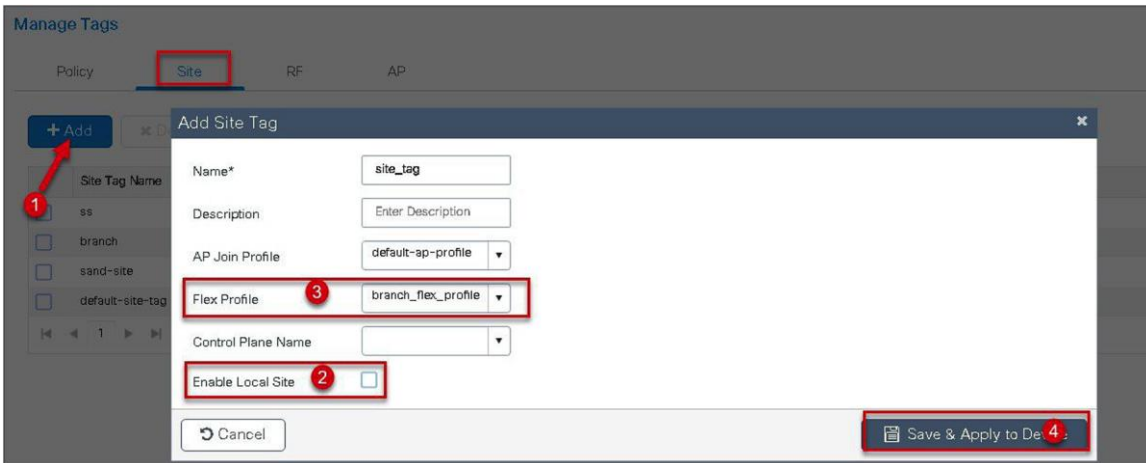 Manage Tags
Policy Site RF AP
+ Add
Add Site Tag
Name* site_tag
1 Site Tag Name
ss
Description Enter Description
branch
AP Join Profile default-ap-profile
sand-site
default-site-tag
Flex Profile 3 branch_flex_profile
1
Control Plane Name
Enable Local Site 2
Cancel
Save & Apply to 4